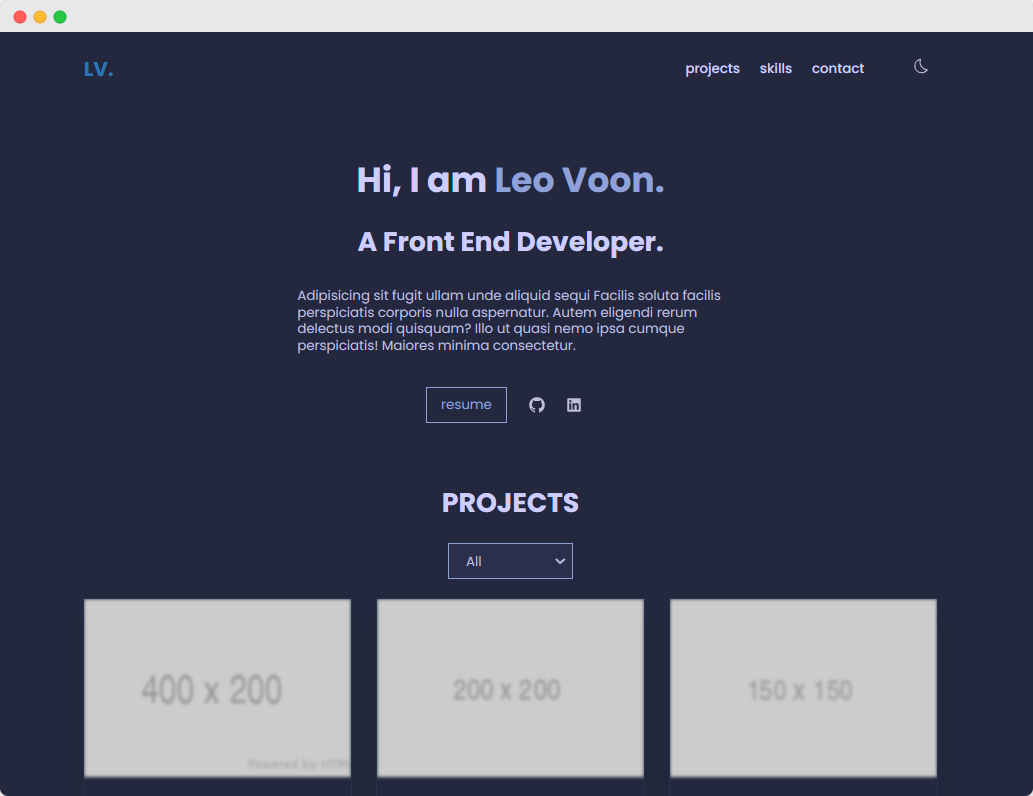 LV.
projects skills contact
Hi, I am Leo Voon.
A Front End Developer.
Adipisicing sit fugit ullam unde aliquid sequi Facilis soluta facilis
perspiciatis corporis nulla aspernatur. Autem eligendi rerum
delectus modi quisquam? Illo ut quasi nemo ipsa cumque
perspiciatis! Maiores minima consectetur.
resume
PROJECTS
All
400 x 200
200 x 200
150 x 150
Powered by HTM